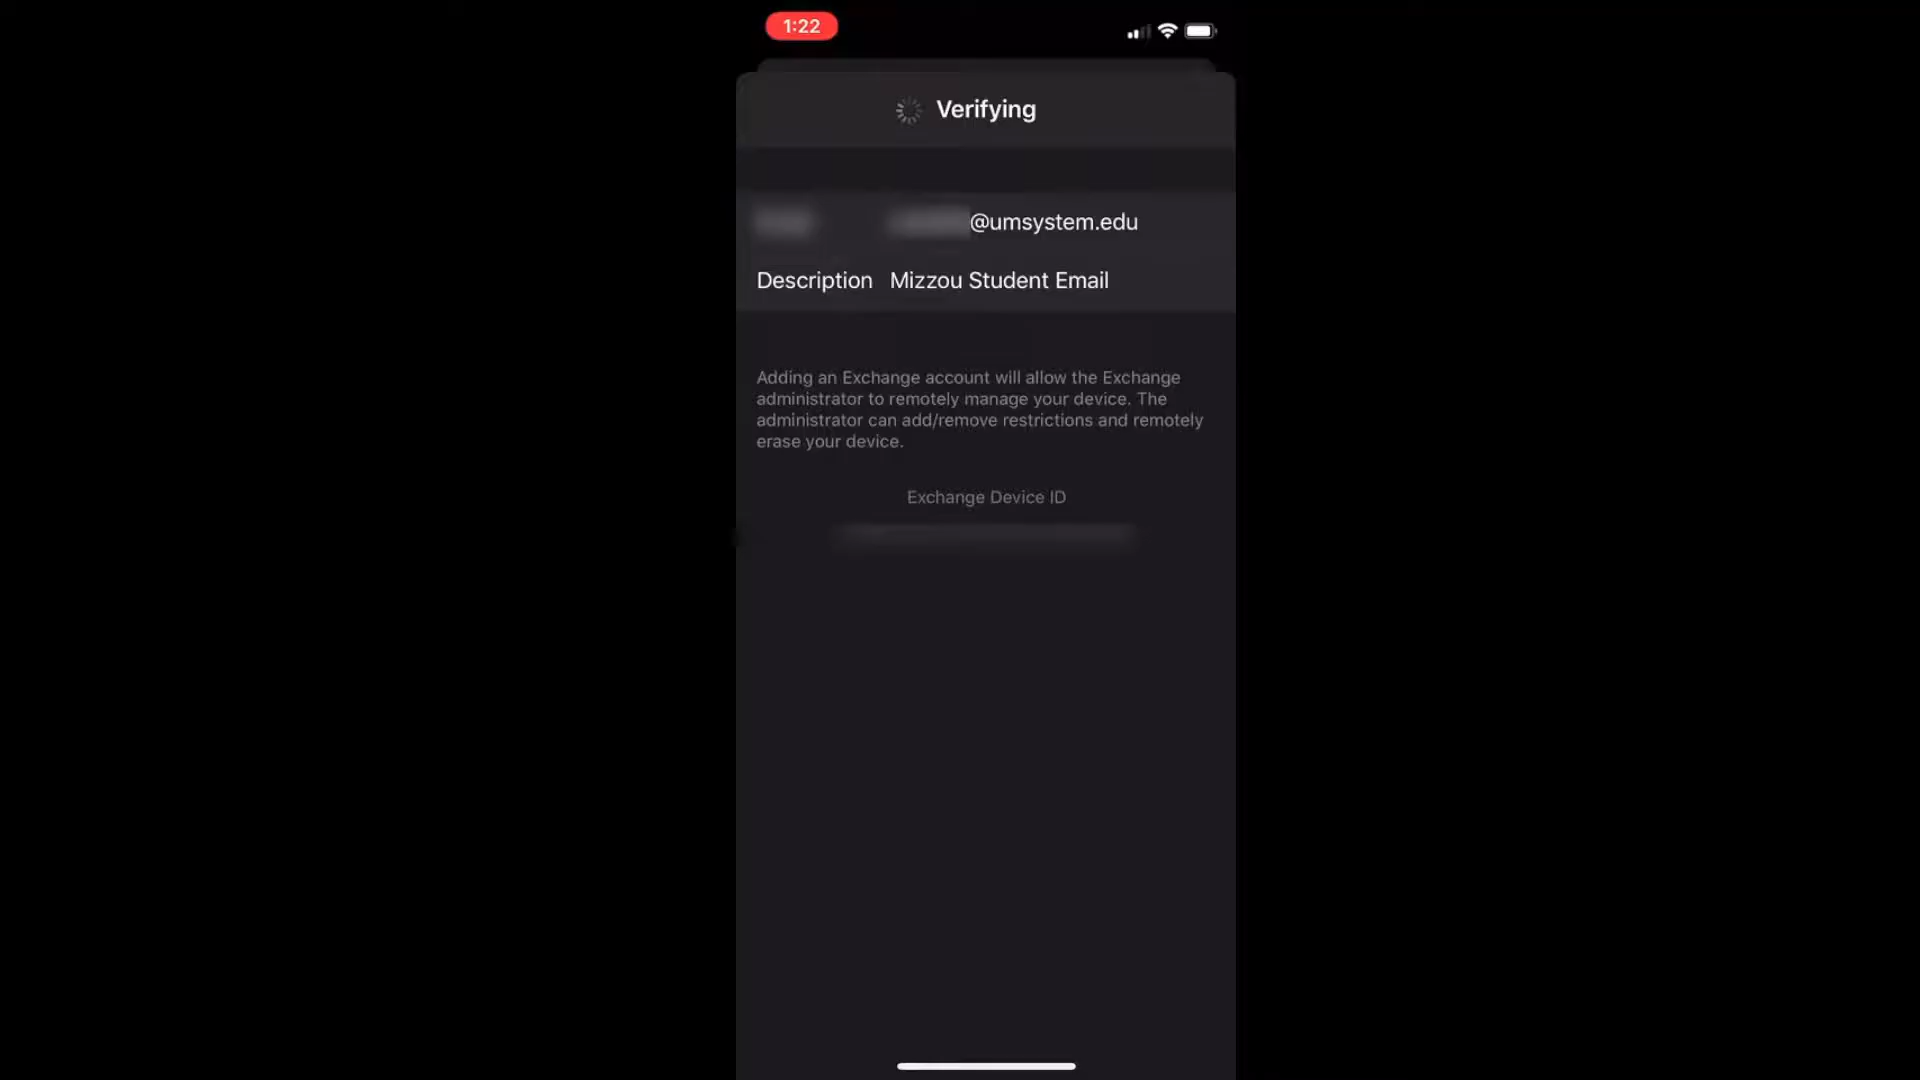 1:22
Verifying
@umsystem.edu
Description Mizzou Student Email
Adding an Exchange account will allow the Exchange
administrator to remotely manage your device. The
administrator can add/remove restrictions and remotely
erase your device.
Exchange Device ID